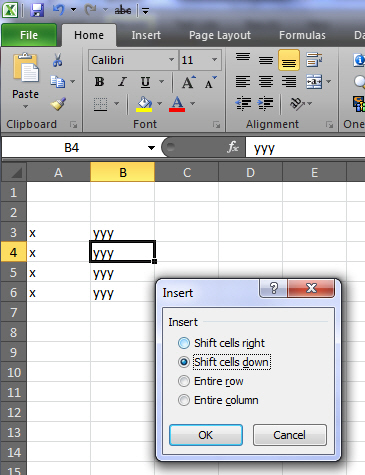 abc
File Home Insert Page Layout Formulas Da
Calibri 11
Paste
B I U A
Clipboard Font Alignment One
B4 fx yyy
A B C D E
1
2
3 x yyy
4 x yyy
5 x yyy
6 x yyy
7
8
9
10
11
12
13
14
15
Insert ?
Insert
Shift cells right
Shift cells down
Entire row
Entire column
OK Cancel